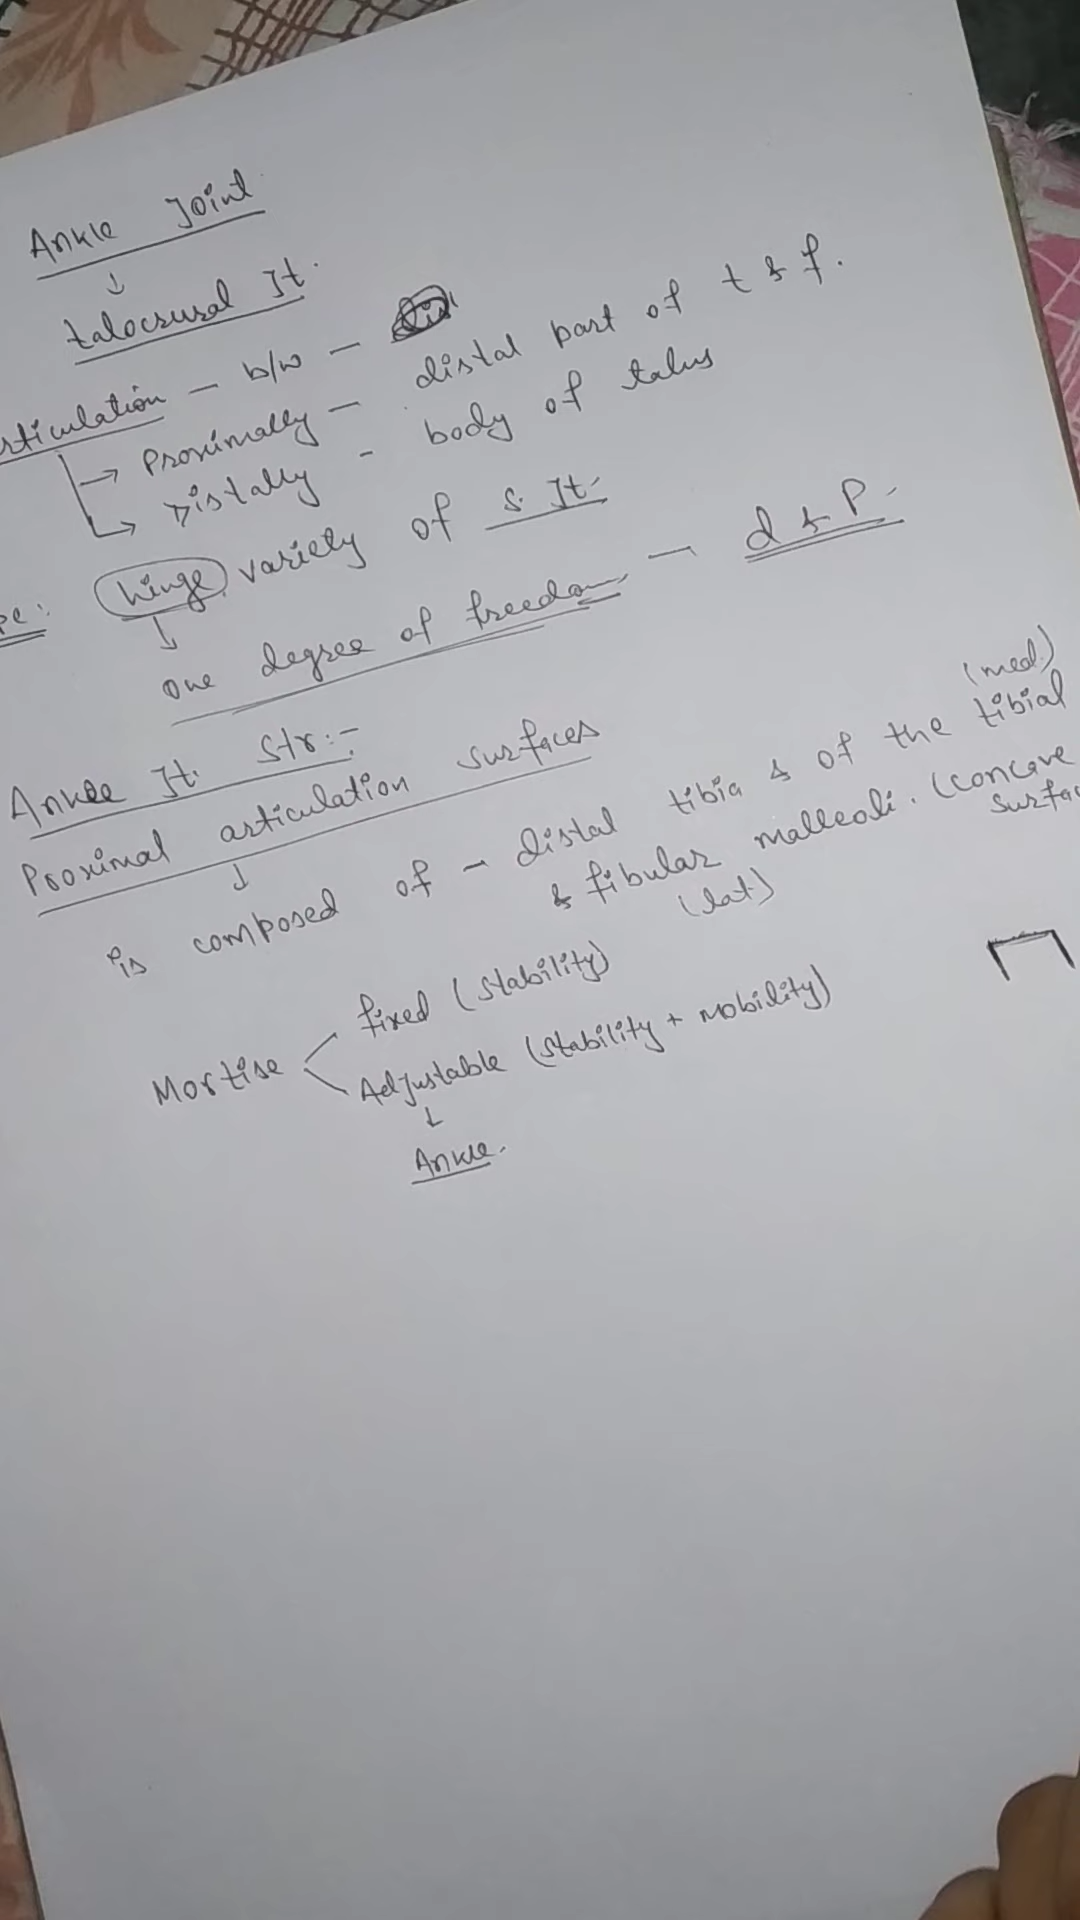 Ankle Joint
talocrural Jt.
articulation - b/w -
Proximally - distal part of t & f.
Distally - body of talus
hinge variety of S. Jt.
one degree of freedom - d & P.
Ankle Jt. Str:-
Proximal articulation surfaces
(med)
is composed of - distal tibia & of the tibial
& fibular malleoli. (concave
(lat) surfac
Mortise fixed (stability)
Adjustable (stability + mobility)
Ankle.